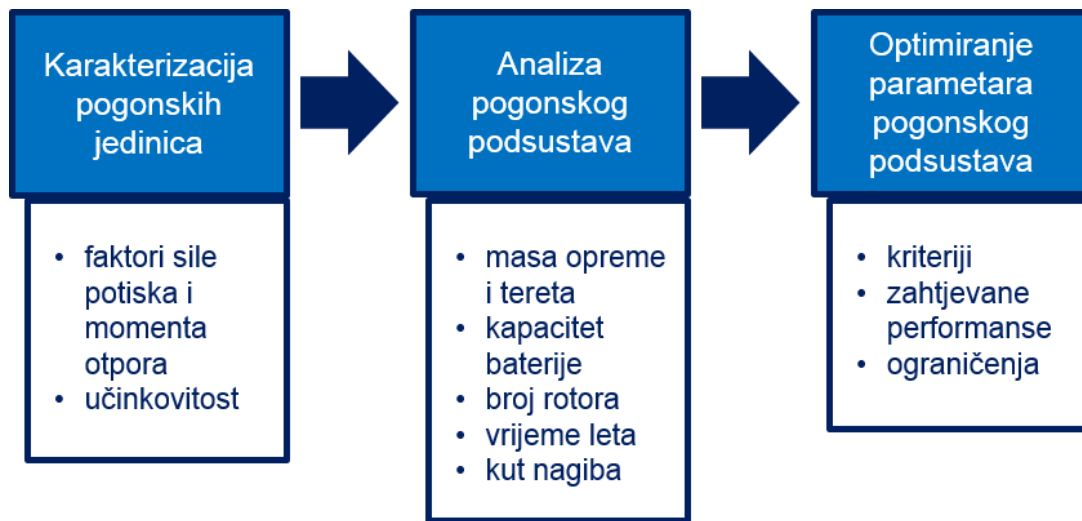 Karakterizacija
pogonskih
jedinica
• faktori sile
potiska i
momenta
otpora
• učinkovitost
Analiza
pogonskog
podsustava
• masa opreme
i tereta
• kapacitet
baterije
• broj rotora
• vrijeme leta
• kut nagiba
Optimiranje
parametara
pogonskog
podsustava
• kriteriji
• zahtjevane
performanse
• ograničenja